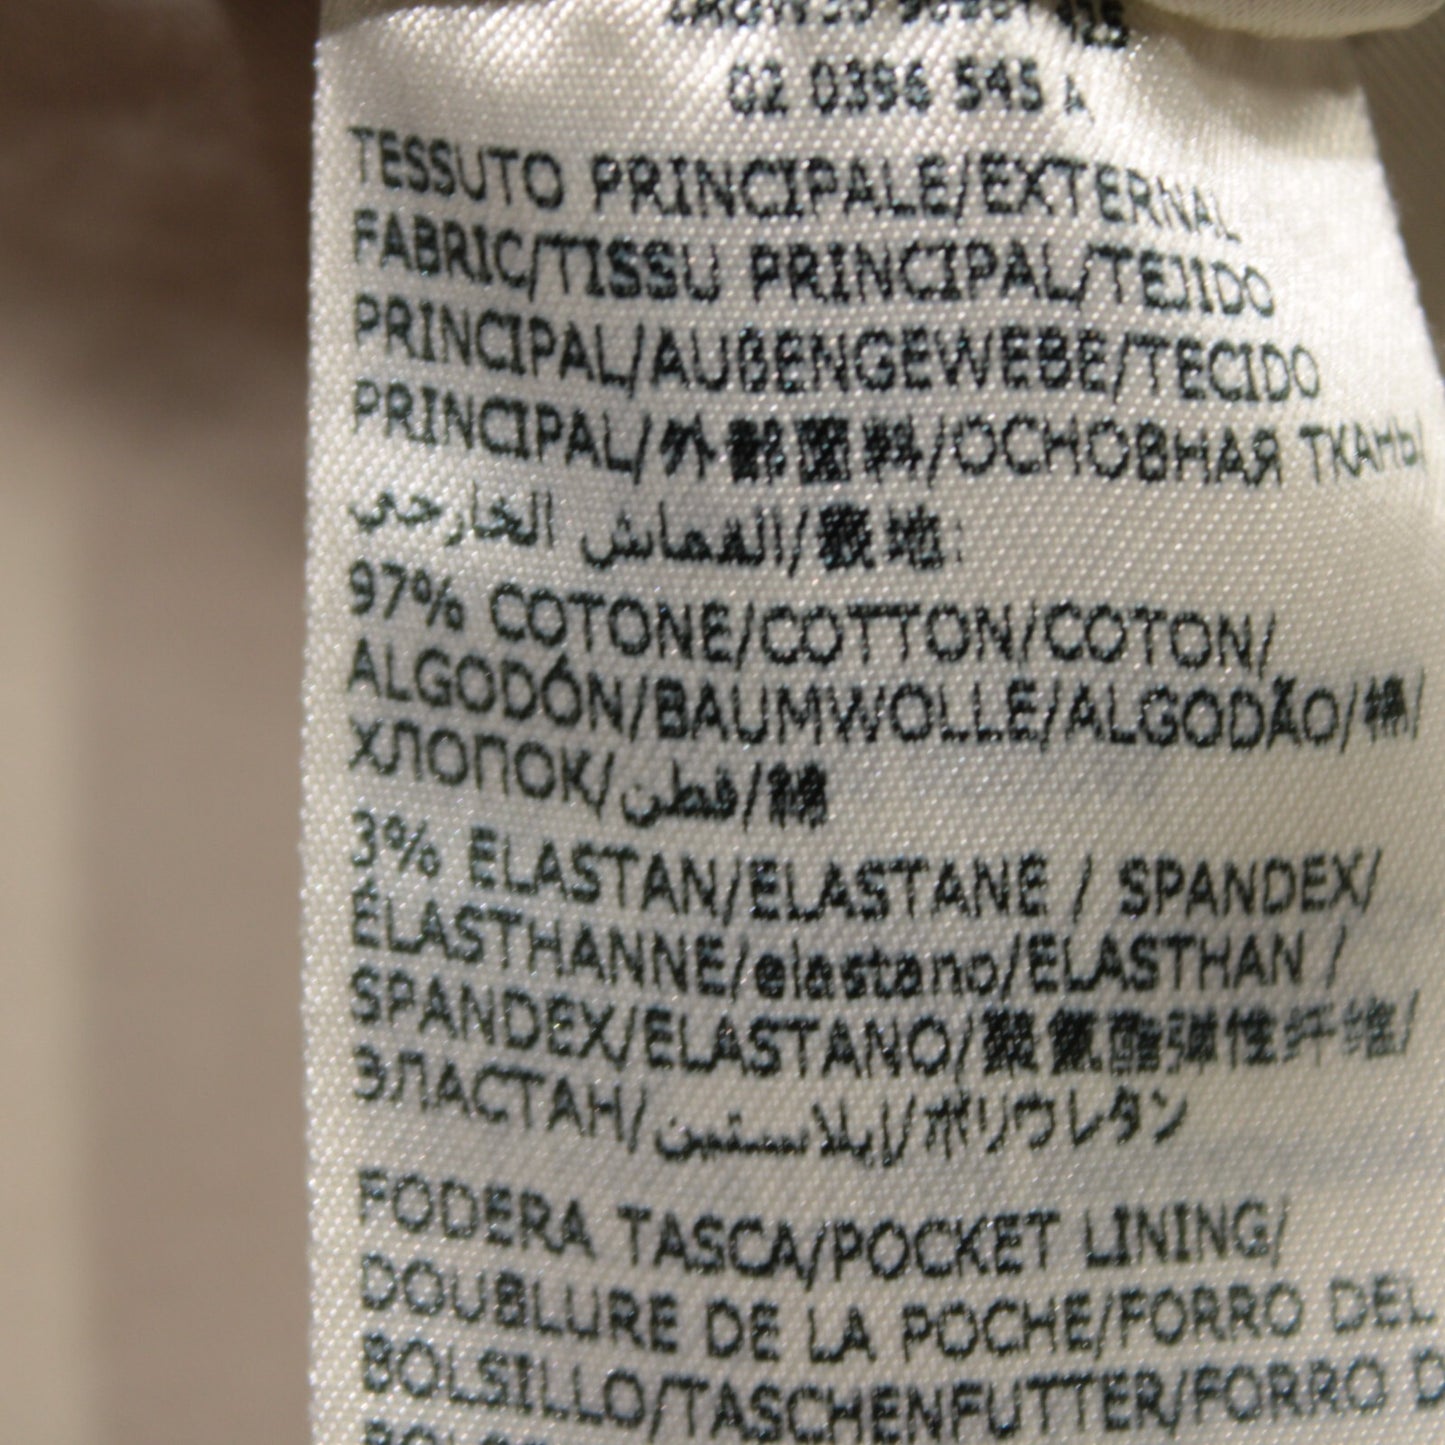 02 0396 545 A
TESSUTO PRINCIPALE/EXTERNAL
FABRIC/TISSU PRINCIPAL/TEJIDO
PRINCIPAL/AUßENGEWEBE/TECIDO
PRINCIPAL/外部面料/ОСНОВНАЯ ТКАНЬ/
القماش الخارجي/表地:
97% COTONE/COTTON/COTON/
ALGODÓN/BAUMWOLLE/ALGODÃO/棉/
ХЛОПОК/قطن/綿
3% ELASTAN/ELASTANE / SPANDEX/
ÉLASTHANNE/elastano/ELASTHAN /
SPANDEX/ELASTANO/聚氨酯弹性纤维/
ЭЛАСТАН/إيلاستين/ポリウレタン
FODERA TASCA/POCKET LINING/
DOUBLURE DE LA POCHE/FORRO DEL
BOLSILLO/TASCHENFUTTER/FORRO